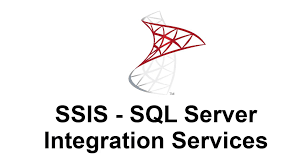 SSIS - SQL Server
Integration Services